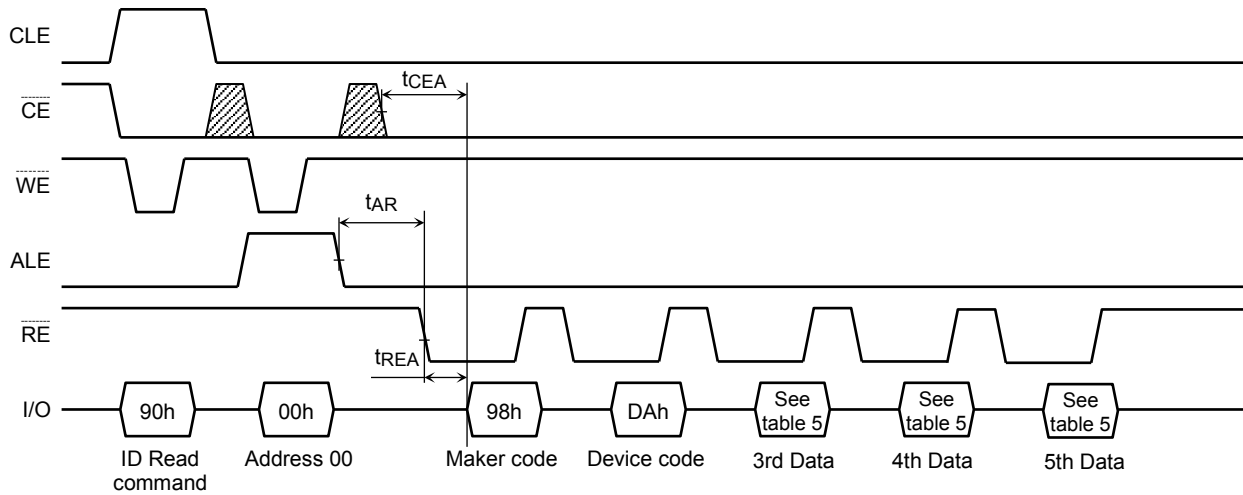 CLE
CE
tCEA
WE
tAR
ALE
RE
tREA
I/O
90h
00h
98h
DAh
See
table 5
See
table 5
See
table 5
ID Read
command
Address 00
Maker code
Device code
3rd Data
4th Data
5th Data